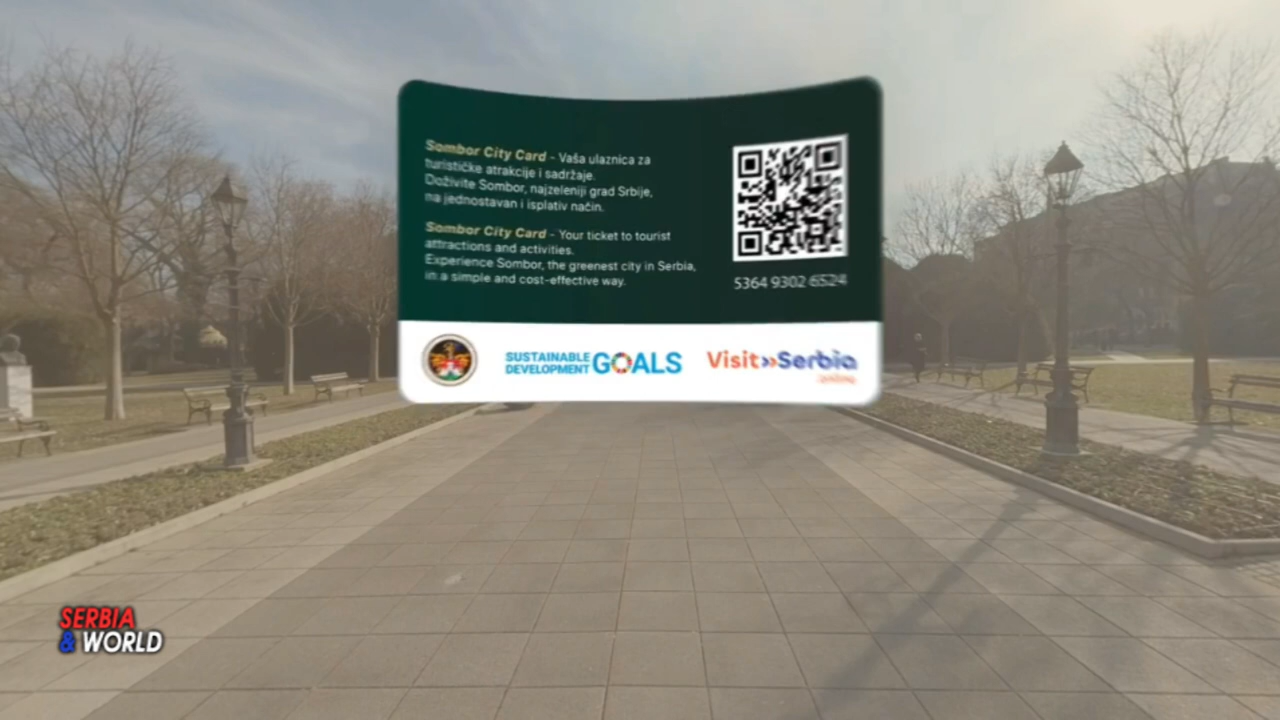 Sombor City Card - Vaša ulaznica za
turističke atrakcije i sadržaje.
Doživite Sombor, najzeleniji grad Srbije,
na jednostavan i isplativ način.
Sombor City Card - Your ticket to tourist
attractions and activities.
Experience Sombor, the greenest city in Serbia,
in a simple and cost-effective way.
5364 9302 6524
SUSTAINABLE
DEVELOPMENT GOALS
Visit»Serbia
SERBIA
& WORLD